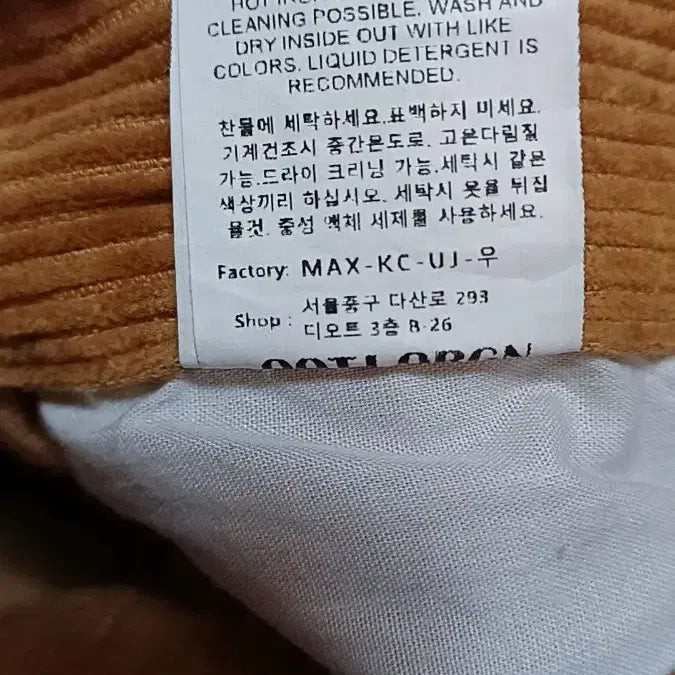 CLEANING POSSIBLE. WASH AND
DRY INSIDE OUT WITH LIKE
COLORS. LIQUID DETERGENT IS
RECOMMENDED.
찬물에 세탁하세요.표백하지 미세요.
기계건조시 중간온도로. 고온다림질
가능.드라이 크리닝 가능.세틱시 같은
색상끼리 하십시오. 세탁시 옷을 뒤집
을것. 중성 액체 세제를 사용하세요.
Factory: MAX-KC-UJ-우
Shop : 서울중구 다산로 293
디오트 3층 B-26